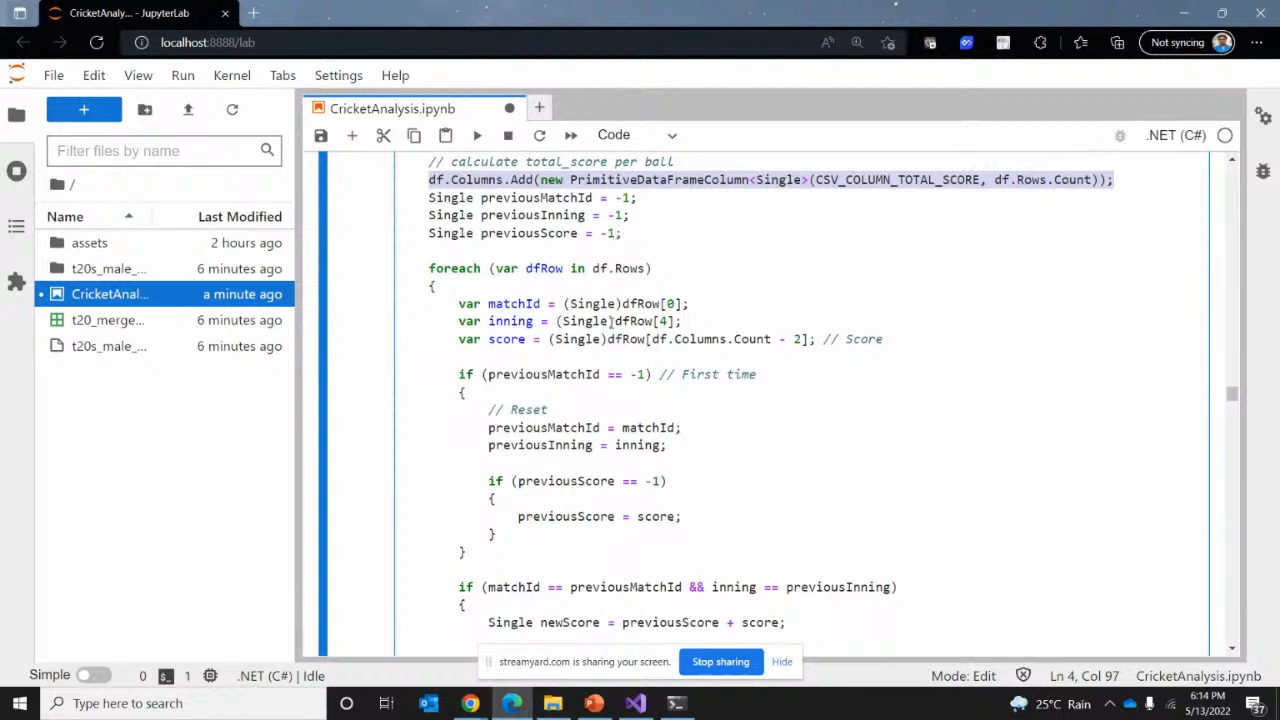 CricketAnaly... - JupyterLab
localhost:8888/lab
Not syncing
File Edit View Run Kernel Tabs Settings Help
CricketAnalysis.ipynb
Filter files by name
Code
.NET (C#)
/
Name Last Modified
assets 2 hours ago
t20s_male_... 6 minutes ago
CricketAnal... a minute ago
t20_merge... 6 minutes ago
t20s_male_... 6 minutes ago
// calculate total_score per ball
df.Columns.Add(new PrimitiveDataFrameColumn<Single>(CSV_COLUMN_TOTAL_SCORE, df.Rows.Count));
Single previousMatchId = -1;
Single previousInning = -1;
Single previousScore = -1;
foreach (var dfRow in df.Rows)
{
var matchId = (Single)dfRow[0];
var inning = (Single)dfRow[4];
var score = (Single)dfRow[df.Columns.Count - 2]; // Score
if (previousMatchId == -1) // First time
{
// Reset
previousMatchId = matchId;
previousInning = inning;
if (previousScore == -1)
{
previousScore = score;
}
}
if (matchId == previousMatchId && inning == previousInning)
{
Single newScore = previousScore + score;
streamyard.com is sharing your screen. Stop sharing Hide
Simple 0 1 .NET (C#) | Idle Mode: Edit Ln 4, Col 97 CricketAnalysis.ipynb
Type here to search
25°C Rain
6:14 PM
5/13/2022
37